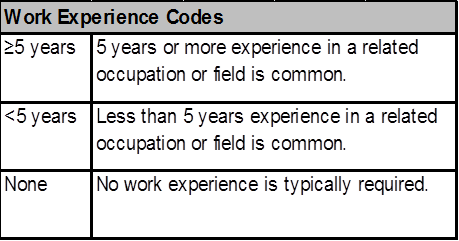 Work Experience Codes
≥5 years 5 years or more experience in a related
occupation or field is common.
<5 years Less than 5 years experience in a related
occupation or field is common.
None No work experience is typically required.